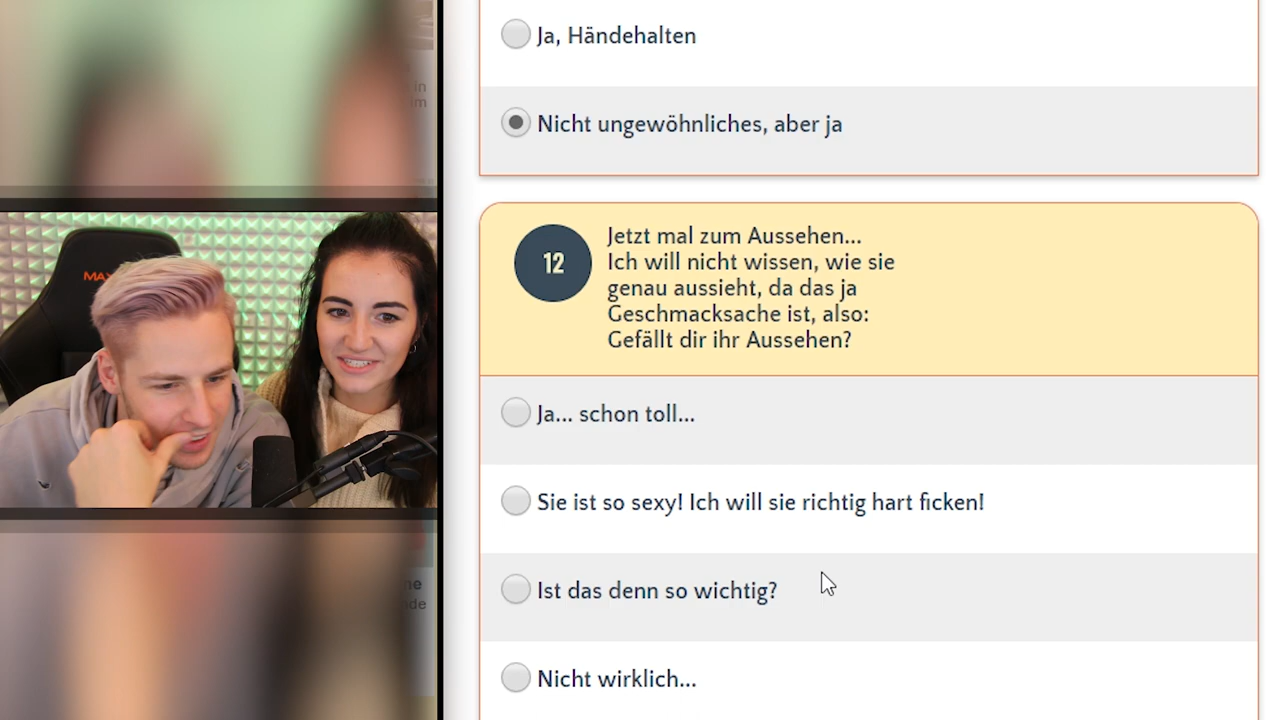 Ja, Händehalten
Nicht ungewöhnliches, aber ja
12
Jetzt mal zum Aussehen...
Ich will nicht wissen, wie sie
genau aussieht, da das ja
Geschmacksache ist, also:
Gefällt dir ihr Aussehen?
Ja... schon toll...
Sie ist so sexy! Ich will sie richtig hart ficken!
Ist das denn so wichtig?
Nicht wirklich...
in